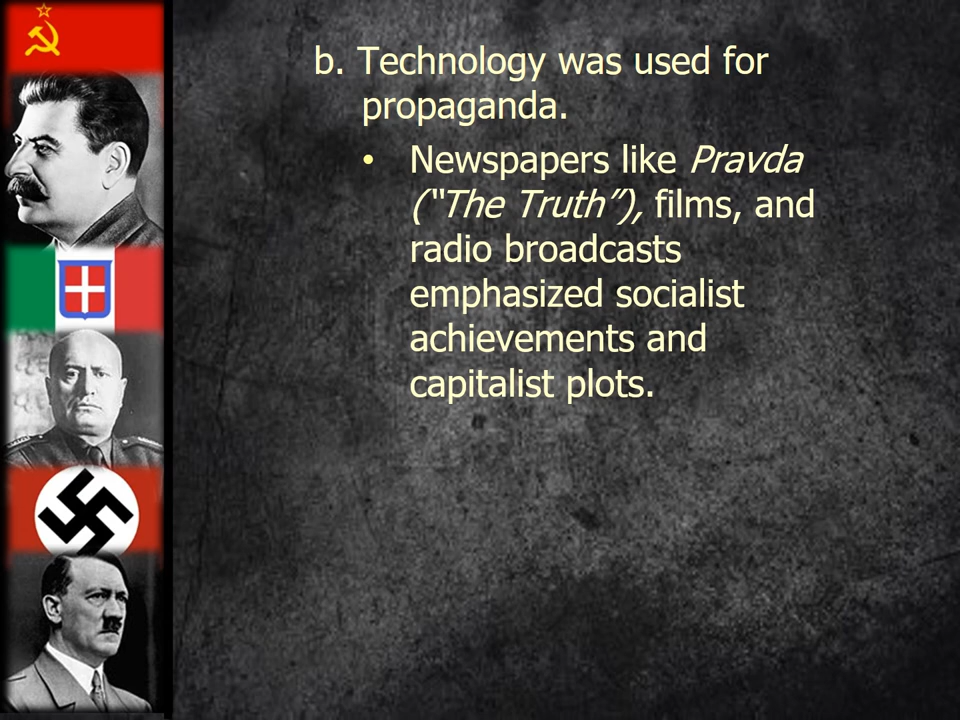 b. Technology was used for
propaganda.
• Newspapers like Pravda
(“The Truth”), films, and
radio broadcasts
emphasized socialist
achievements and
capitalist plots.